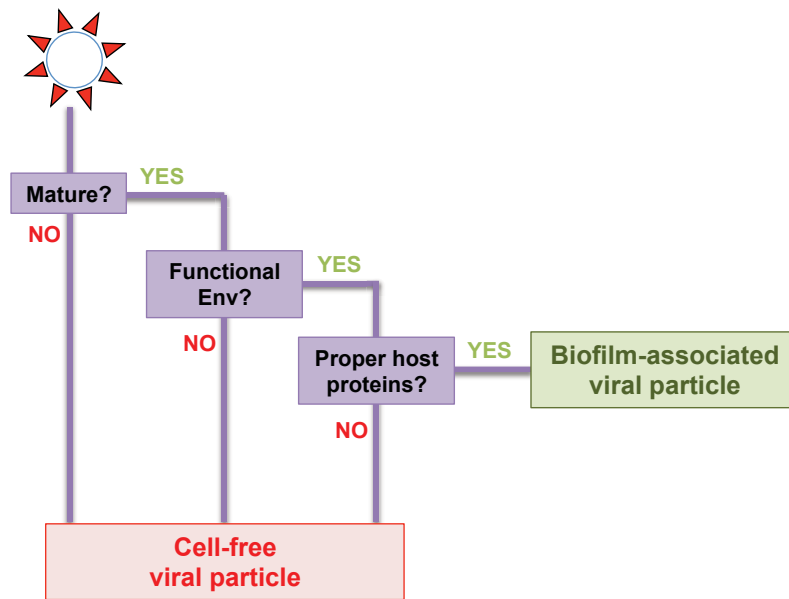 YES
Mature?
NO
Functional
Env?
YES
NO
Proper host
proteins?
YES
NO
Biofilm-associated
viral particle
Cell-free
viral particle